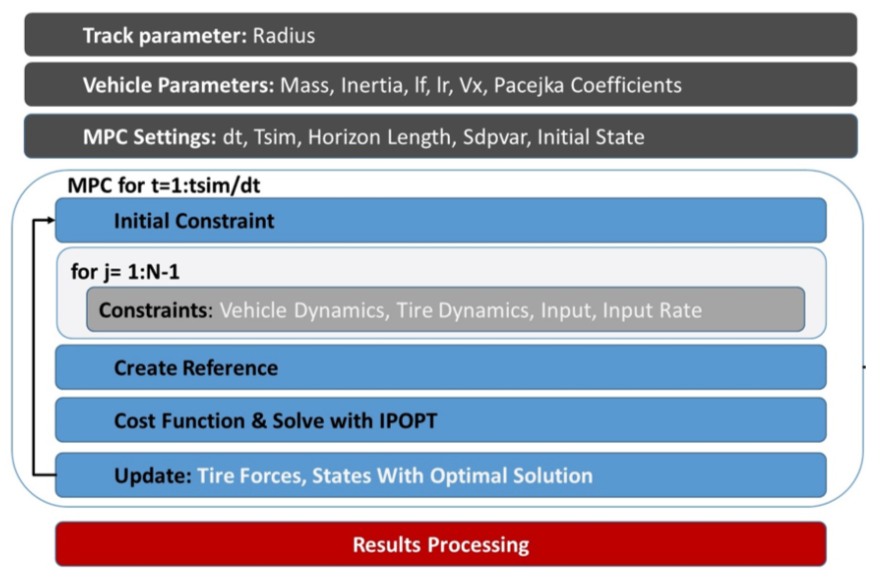 Track parameter: Radius
Vehicle Parameters: Mass, Inertia, lf, lr, Vx, Pacejka Coefficients
MPC Settings: dt, Tsim, Horizon Length, Sdpvar, Initial State
MPC for t=1:tsim/dt
Initial Constraint
for j= 1:N-1
Constraints: Vehicle Dynamics, Tire Dynamics, Input, Input Rate
Create Reference
Cost Function & Solve with IPOPT
Update: Tire Forces, States With Optimal Solution
Results Processing